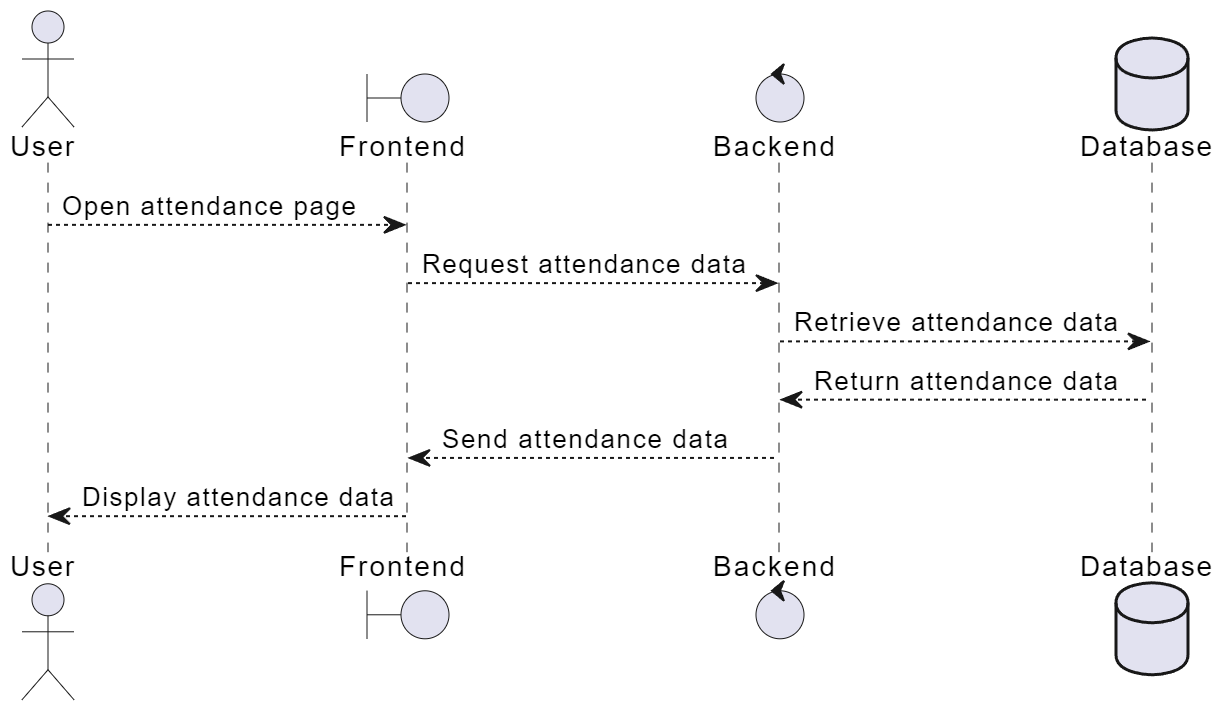 User
Frontend
Backend
Database
Open attendance page
Request attendance data
Retrieve attendance data
Return attendance data
Send attendance data
Display attendance data
User
Frontend
Backend
Database